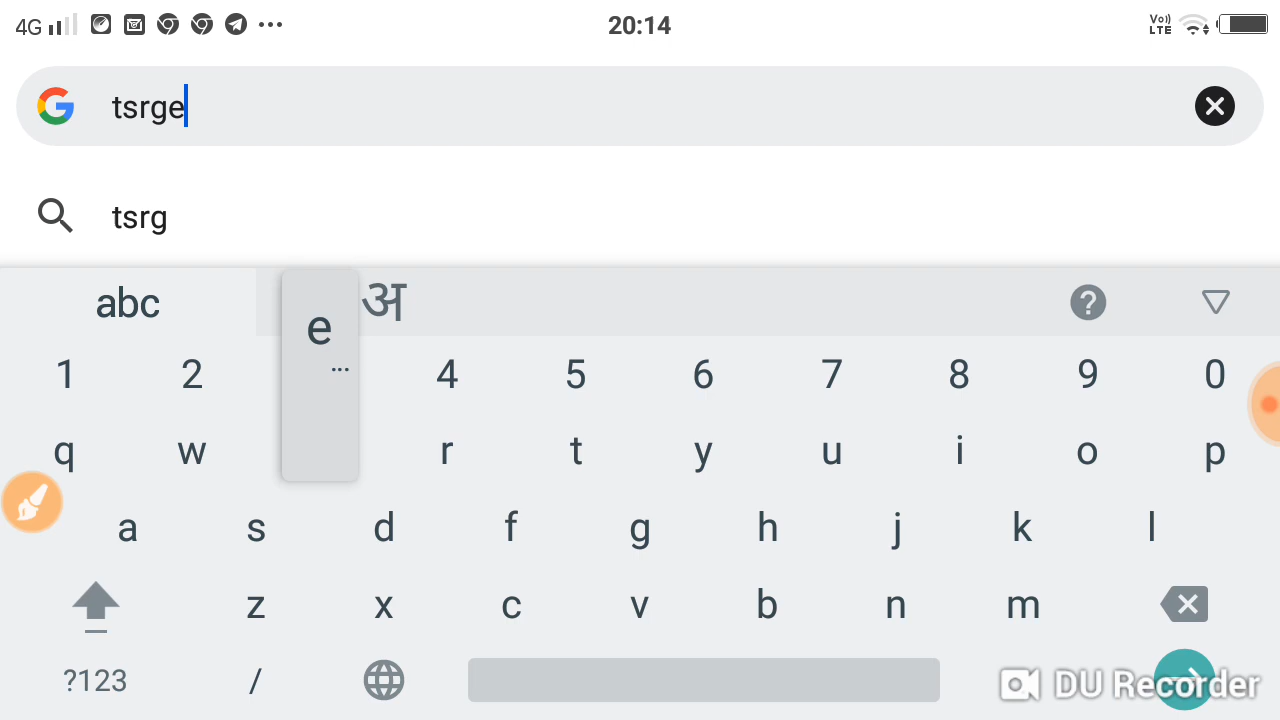 4G 20:14 Vo)) LTE
tsrge
tsrg
abc e अ
...
1 2 4 5 6 7 8 9 0
q w r t y u i o p
a s d f g h j k l
z x c v b n m
?123 / DU Recorder